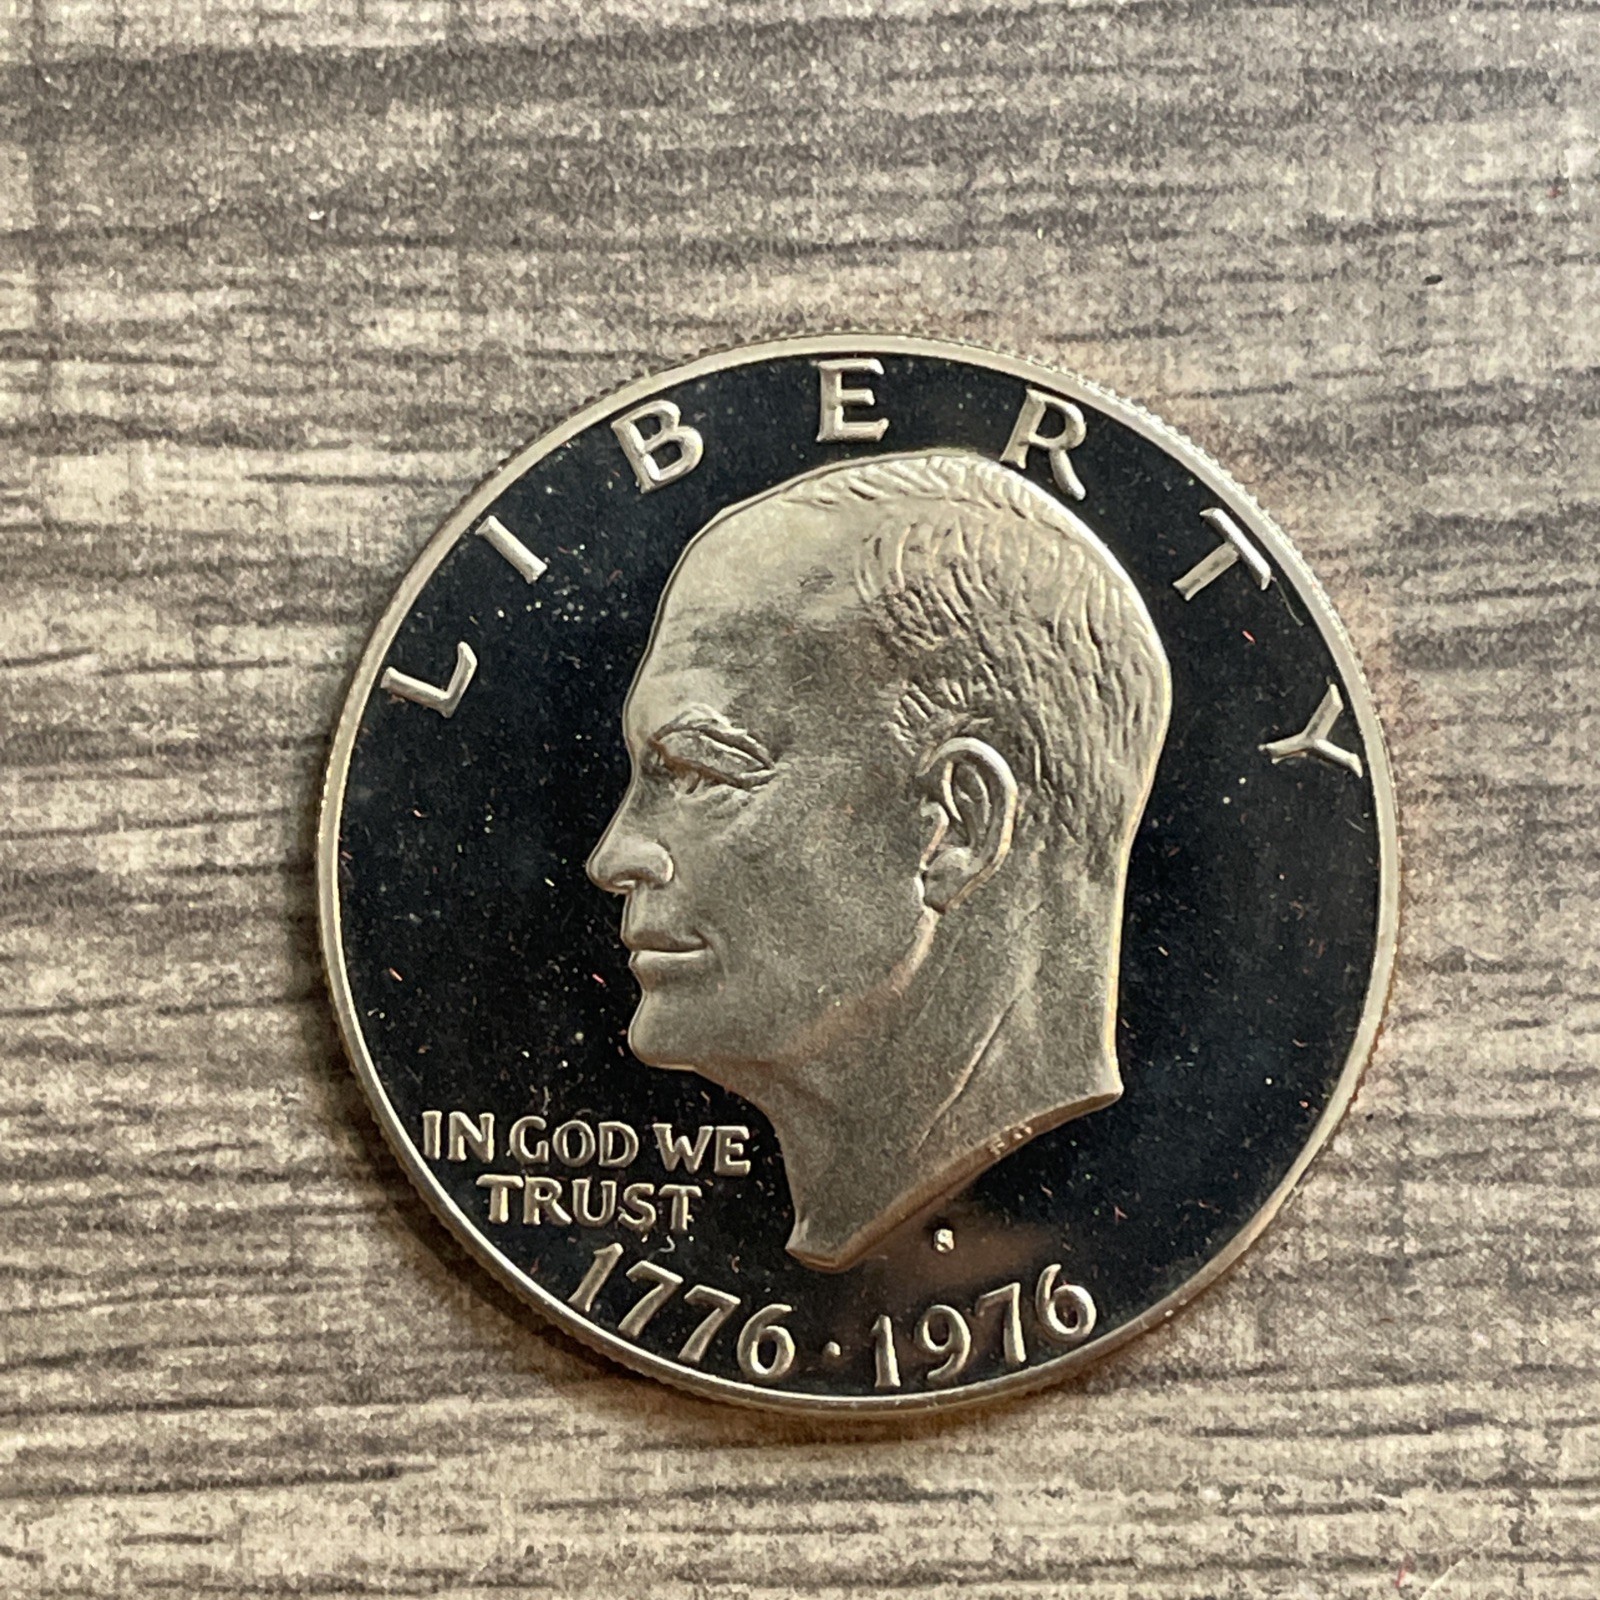 LIBERTY
IN GOD WE
TRUST
S
1776 · 1976